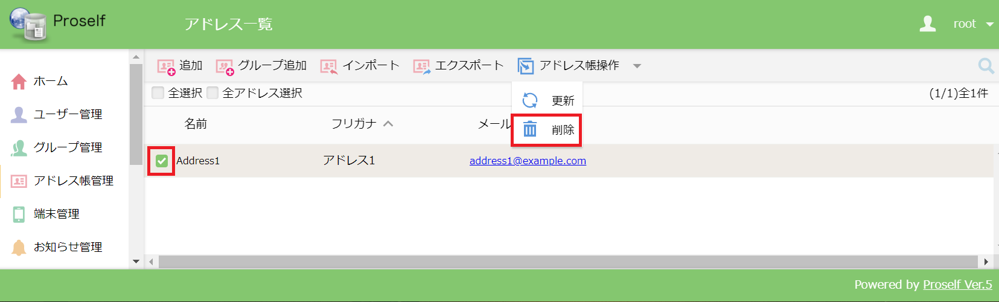 Proself
アドレス一覧
root
ホーム
ユーザー管理
グループ管理
アドレス帳管理
端末管理
お知らせ管理
追加 グループ追加 インポート エクスポート アドレス帳操作
更新
削除
全選択 全アドレス選択
(1/1)全1件
名前 フリガナ メール
Address1 アドレス1 address1@example.com
Powered by Proself Ver.5